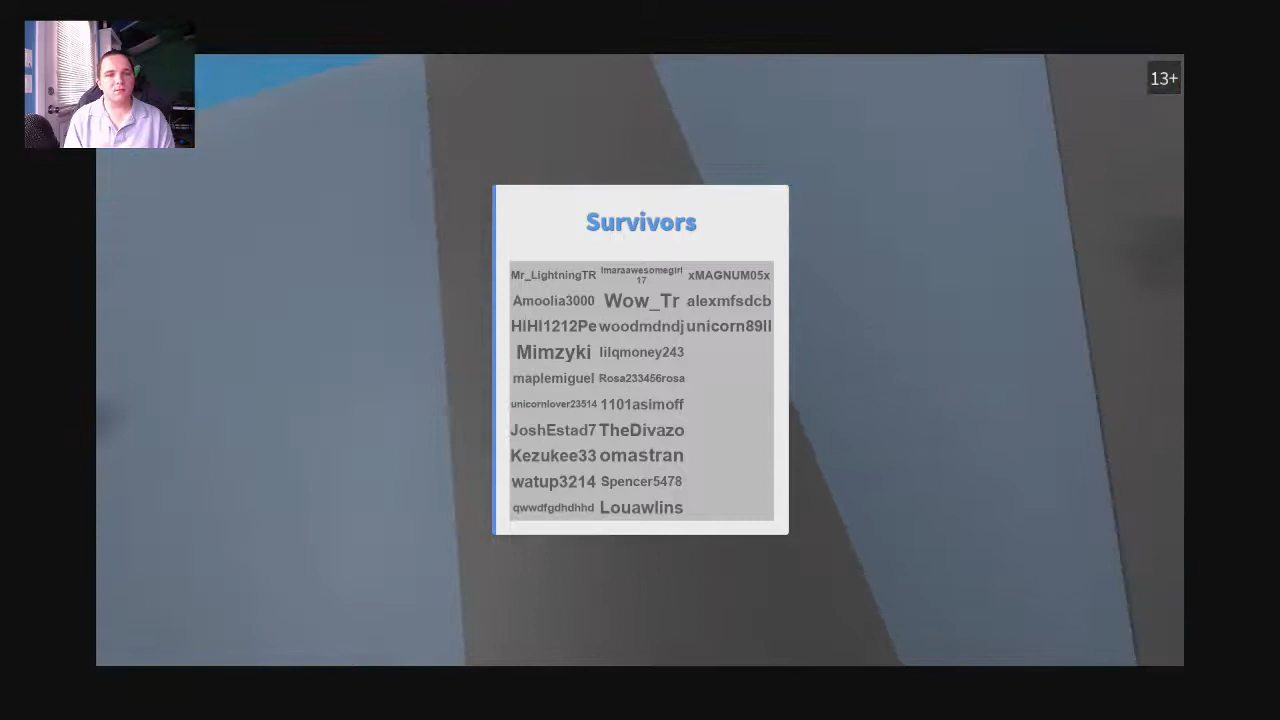 13+
Survivors
Mr_LightningTR lmaraawesomegirl17 xMAGNUM05x
Amoolia3000 Wow_Tr alexmfsdcb
HIHI1212Pe woodmdndj unicorn89ll
Mimzyki lilqmoney243
maplemiguel Rosa233456rosa
unicornlover23514 1101asimoff
JoshEstad7 TheDivazo
Kezukee33 omastran
watup3214 Spencer5478
qwwdfgdhdhhd Louawlins